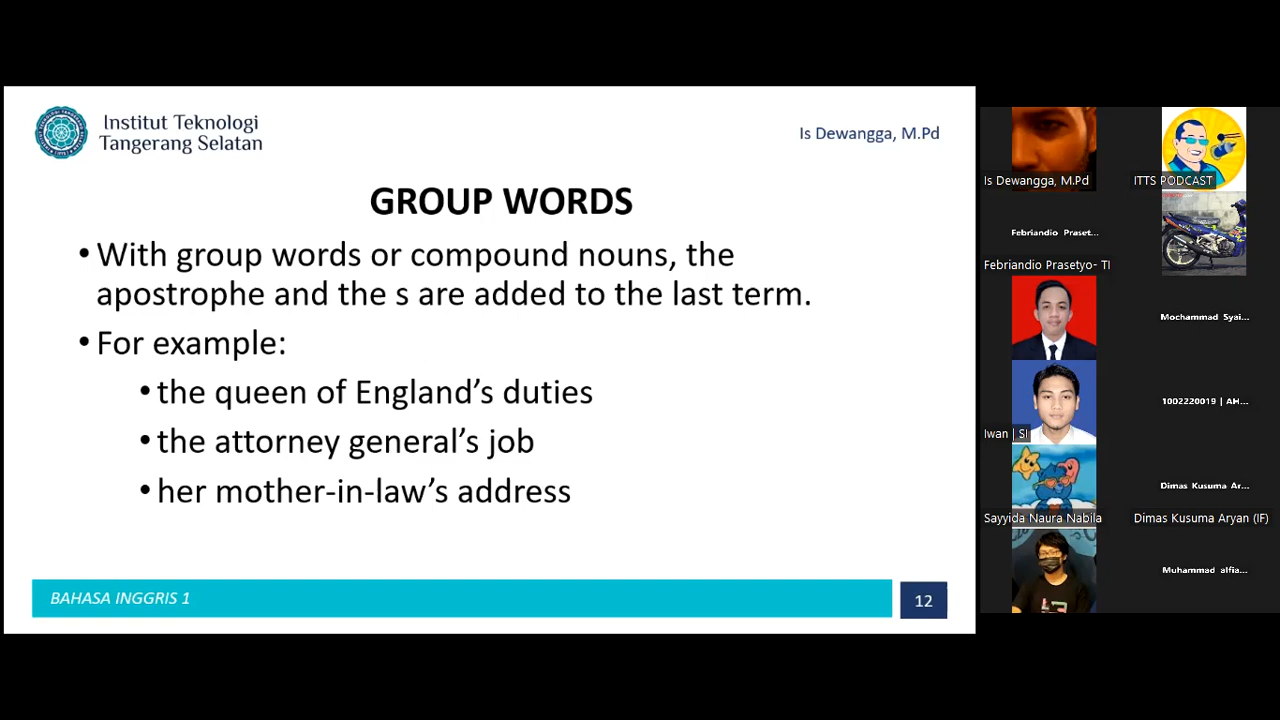 Institut Teknologi
Tangerang Selatan
Is Dewangga, M.Pd
GROUP WORDS
•With group words or compound nouns, the
apostrophe and the s are added to the last term.
•For example:
•the queen of England’s duties
•the attorney general’s job
•her mother-in-law’s address
BAHASA INGGRIS 1
12
Is Dewangga, M.Pd
ITTS PODCAST
Febriandio Praset...
Febriandio Prasetyo- TI
Mochammad Syai...
1002220019 | AH...
Iwan | SI
Dimas Kusuma Ar...
Sayyida Naura Nabila
Dimas Kusuma Aryan (IF)
Muhammad alfia...